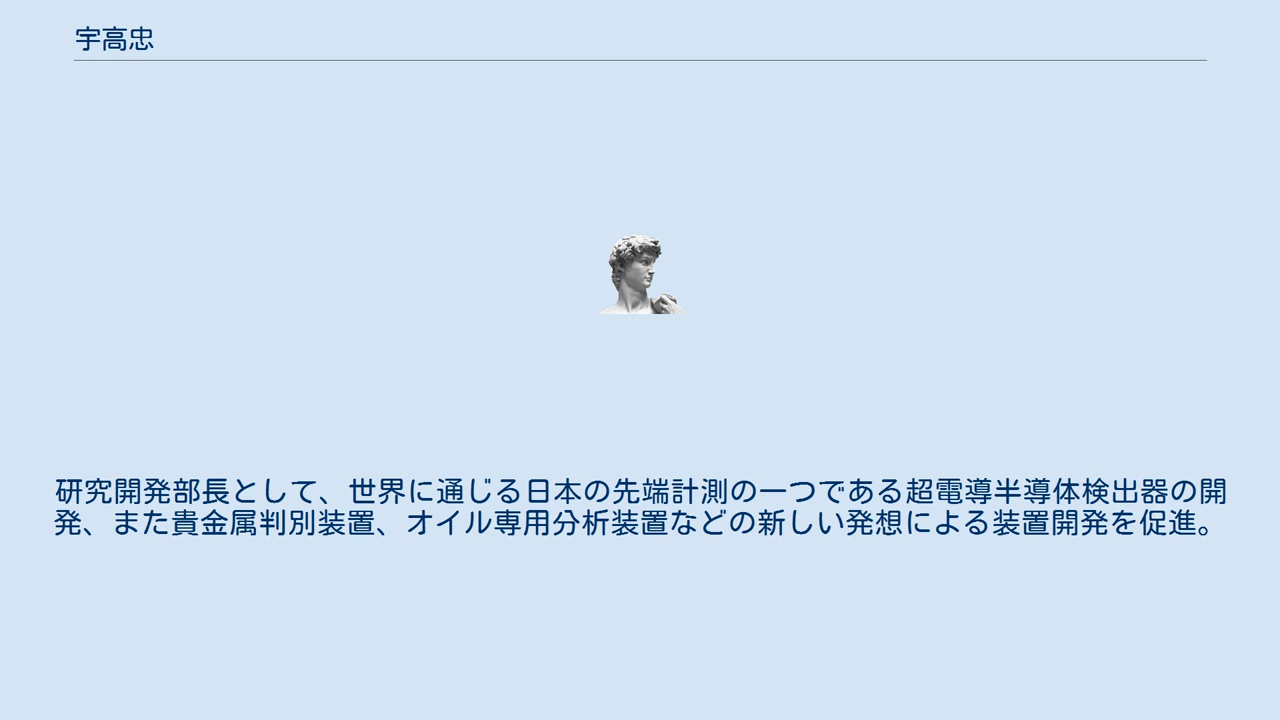 宇高忠
研究開発部長として、世界に通じる日本の先端計測の一つである超電導半導体検出器の開
発、また貴金属判別装置、オイル専用分析装置などの新しい発想による装置開発を促進。